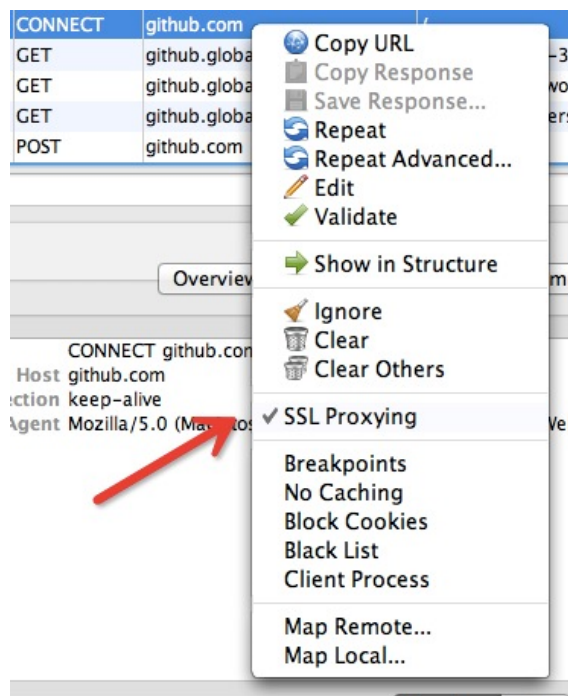 CONNECT github.com /
GET github.globa
GET github.globa
GET github.globa
POST github.com
Copy URL
Copy Response
Save Response...
Repeat
Repeat Advanced...
Edit
Validate
Show in Structure
Ignore
Clear
Clear Others
✓ SSL Proxying
Breakpoints
No Caching
Block Cookies
Black List
Client Process
Map Remote...
Map Local...
Overview
CONNECT github.com
Host github.com
ection keep-alive
Agent Mozilla/5.0